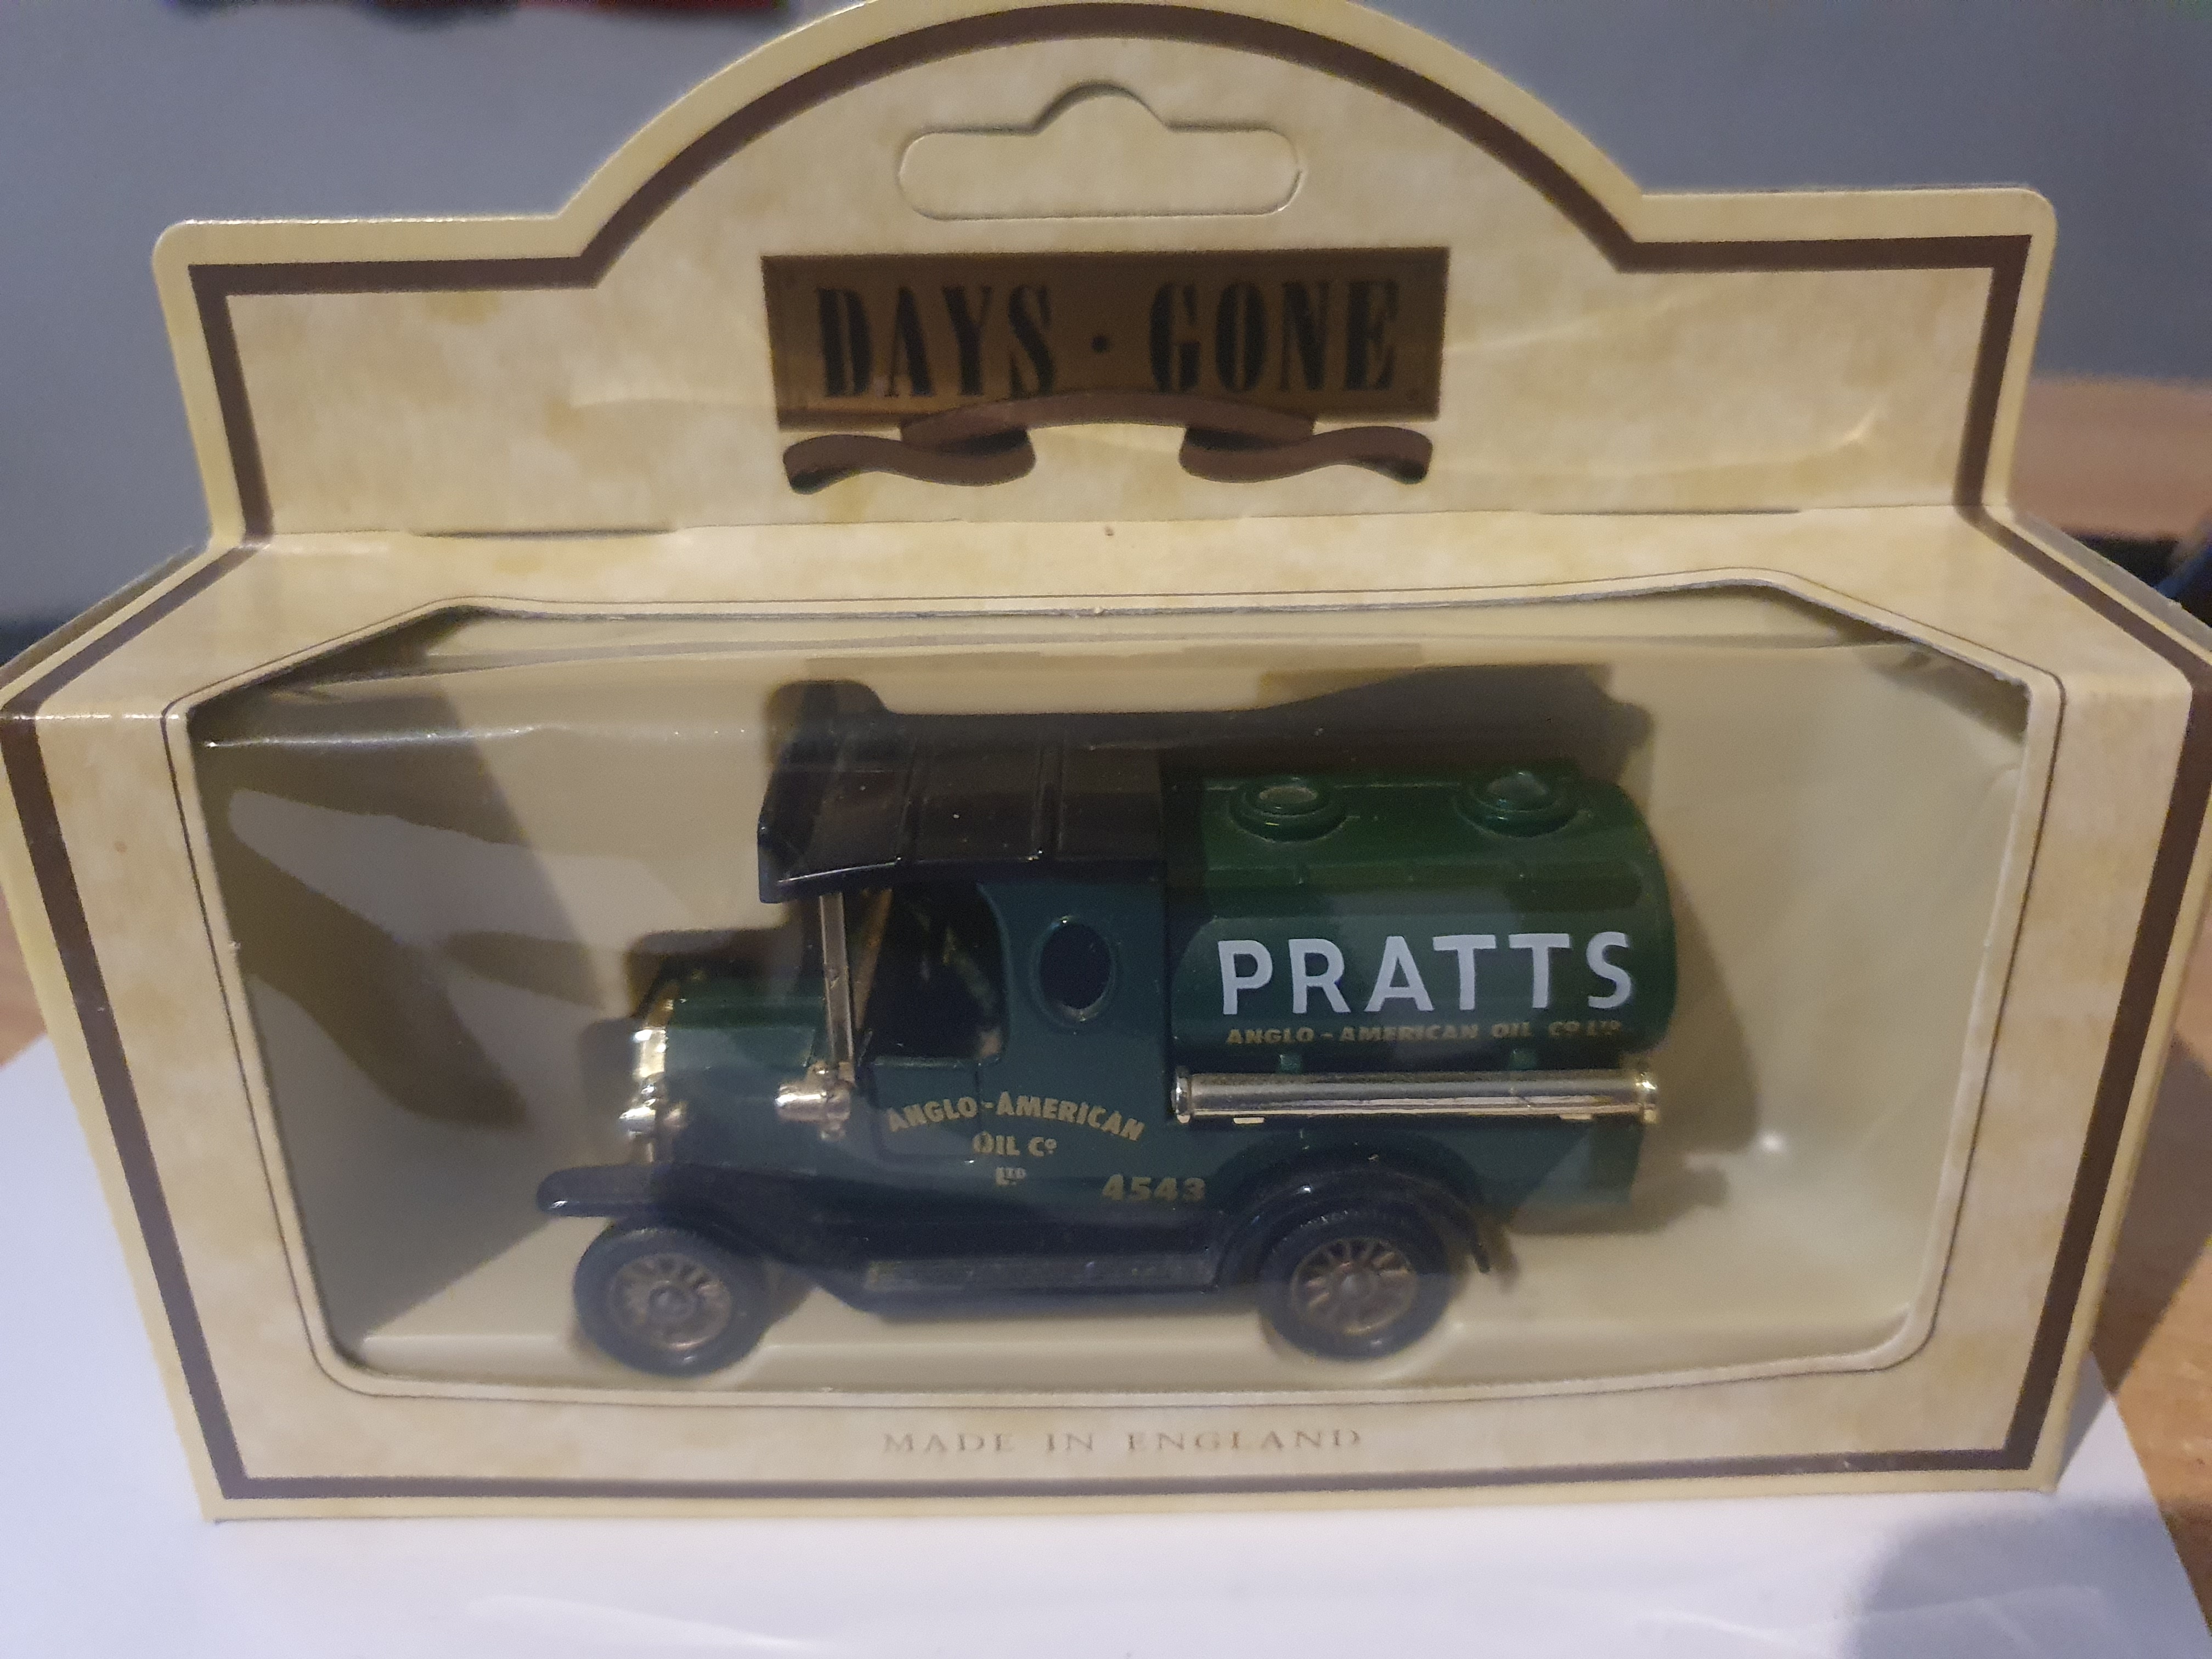 DAYS · GONE
PRATTS
ANGLO - AMERICAN OIL Cº LTD
ANGLO-AMERICAN
OIL Cº
LTD
4543
MADE IN ENGLAND